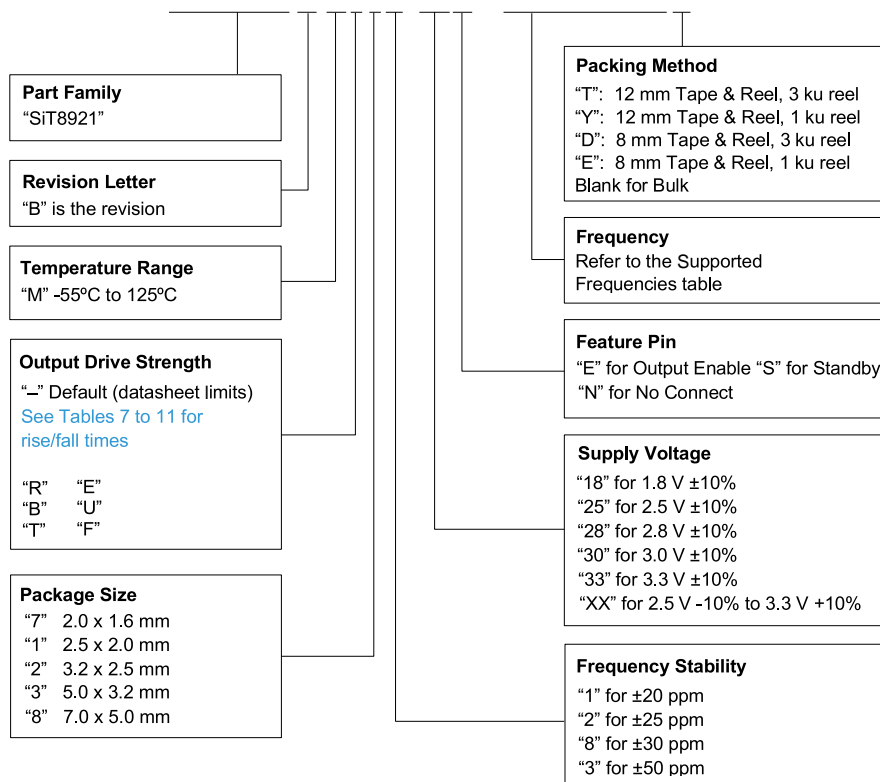 Part Family
“SiT8921”
Revision Letter
“B” is the revision
Temperature Range
“M” -55ºC to 125ºC
Output Drive Strength
“–” Default (datasheet limits)
See Tables 7 to 11 for
rise/fall times
“R” “E”
“B” “U”
“T” “F”
Package Size
“7” 2.0 x 1.6 mm
“1” 2.5 x 2.0 mm
“2” 3.2 x 2.5 mm
“3” 5.0 x 3.2 mm
“8” 7.0 x 5.0 mm
Packing Method
“T”: 12 mm Tape & Reel, 3 ku reel
“Y”: 12 mm Tape & Reel, 1 ku reel
“D”: 8 mm Tape & Reel, 3 ku reel
“E”: 8 mm Tape & Reel, 1 ku reel
Blank for Bulk
Frequency
Refer to the Supported
Frequencies table
Feature Pin
“E” for Output Enable “S” for Standby
“N” for No Connect
Supply Voltage
“18” for 1.8 V ±10%
“25” for 2.5 V ±10%
“28” for 2.8 V ±10%
“30” for 3.0 V ±10%
“33” for 3.3 V ±10%
“XX” for 2.5 V -10% to 3.3 V +10%
Frequency Stability
“1” for ±20 ppm
“2” for ±25 ppm
“8” for ±30 ppm
“3” for ±50 ppm